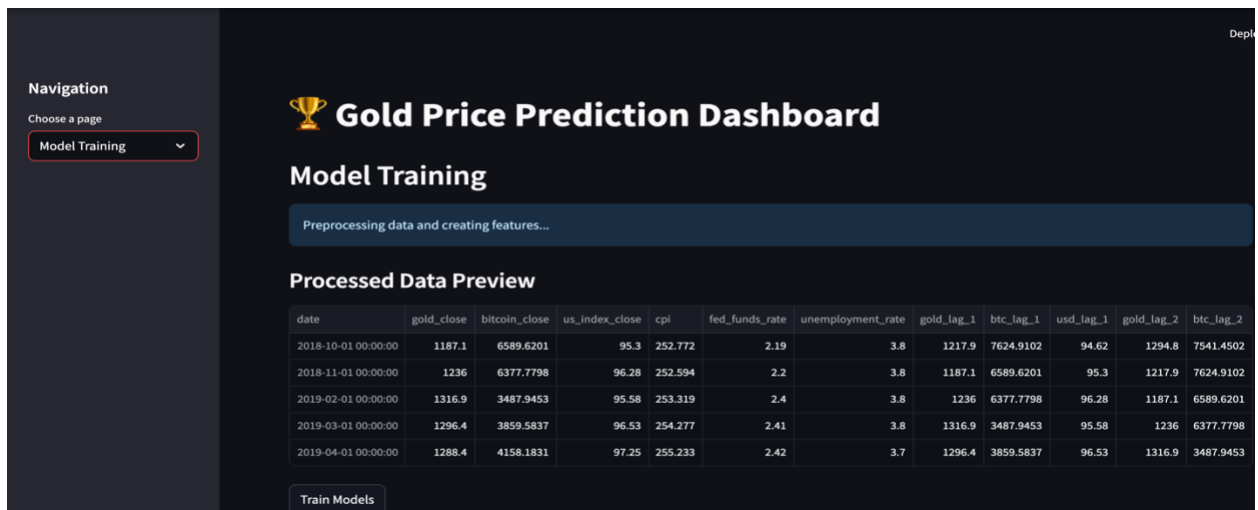 Deplo
Navigation
Choose a page
Model Training
🏆 Gold Price Prediction Dashboard
Model Training
Preprocessing data and creating features...
Processed Data Preview
date gold_close bitcoin_close us_index_close cpi fed_funds_rate unemployment_rate gold_lag_1 btc_lag_1 usd_lag_1 gold_lag_2 btc_lag_2
2018-10-01 00:00:00 1187.1 6589.6201 95.3 252.772 2.19 3.8 1217.9 7624.9102 94.62 1294.8 7541.4502
2018-11-01 00:00:00 1236 6377.7798 96.28 252.594 2.2 3.8 1187.1 6589.6201 95.3 1217.9 7624.9102
2019-02-01 00:00:00 1316.9 3487.9453 95.58 253.319 2.4 3.8 1236 6377.7798 96.28 1187.1 6589.6201
2019-03-01 00:00:00 1296.4 3859.5837 96.53 254.277 2.41 3.8 1316.9 3487.9453 95.58 1236 6377.7798
2019-04-01 00:00:00 1288.4 4158.1831 97.25 255.233 2.42 3.7 1296.4 3859.5837 96.53 1316.9 3487.9453
Train Models